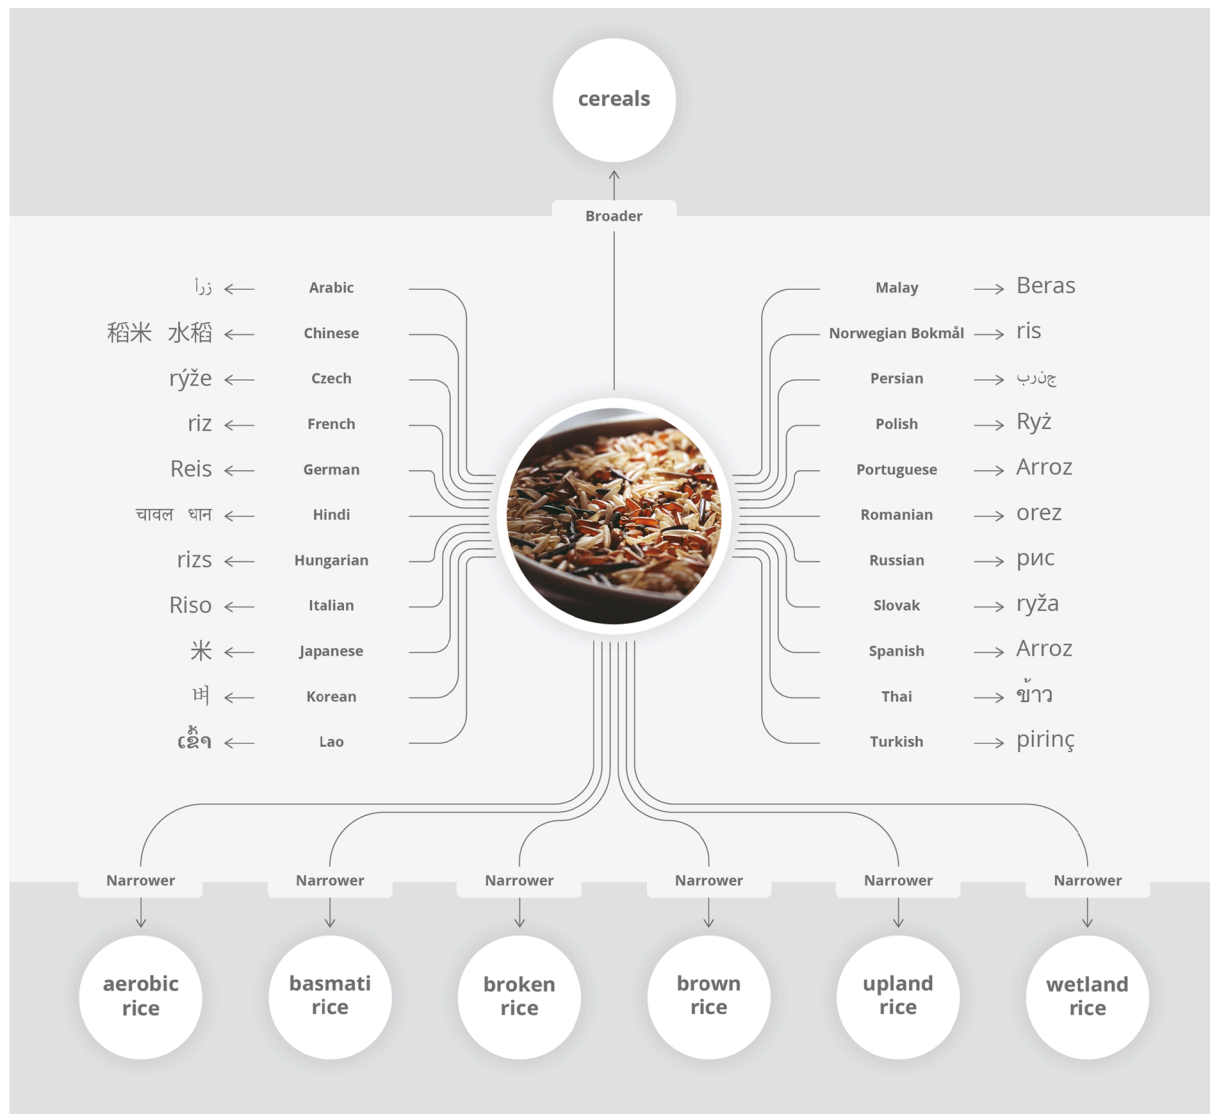 cereals
Broader
زرأ Arabic Malay Beras
稻米 水稻 Chinese Norwegian Bokmål ris
rýže Czech Persian جنرب
riz French Polish Ryż
Reis German Portuguese Arroz
चावल धान Hindi Romanian orez
rizs Hungarian Russian рис
Riso Italian Slovak ryža
米 Japanese Spanish Arroz
벼 Korean Thai ข้าว
ເຂົ້າ Lao Turkish pirinç
Narrower Narrower Narrower Narrower Narrower Narrower
aerobic basmati broken brown upland wetland
rice rice rice rice rice rice